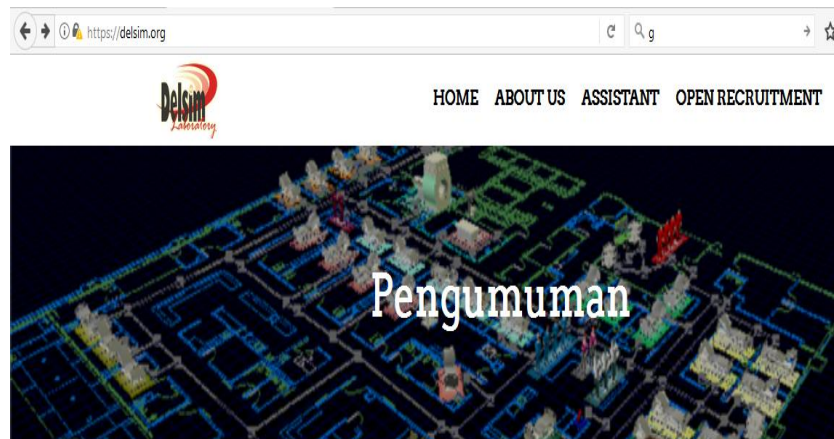 https://delsim.org
g
Delsim
Laboratory
HOME ABOUT US ASSISTANT OPEN RECRUITMENT
Pengumuman